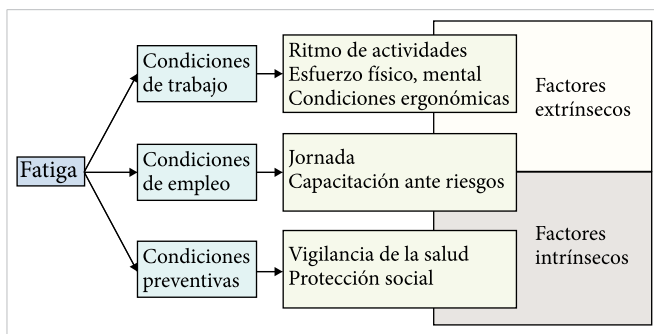 Fatiga
Condiciones
de trabajo
Ritmo de actividades
Esfuerzo físico, mental
Condiciones ergonómicas
Condiciones
de empleo
Jornada
Capacitación ante riesgos
Condiciones
preventivas
Vigilancia de la salud
Protección social
Factores
extrínsecos
Factores
intrínsecos